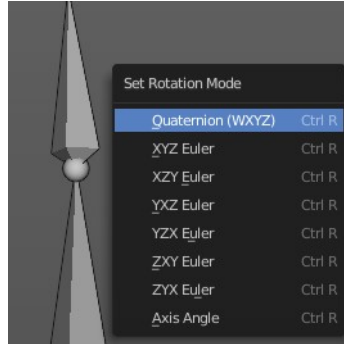 Set Rotation Mode
Quaternion (WXYZ) Ctrl R
XYZ Euler Ctrl R
XZY Euler Ctrl R
YXZ Euler Ctrl R
YZX Euler Ctrl R
ZXY Euler Ctrl R
ZYX Euler Ctrl R
Axis Angle Ctrl R